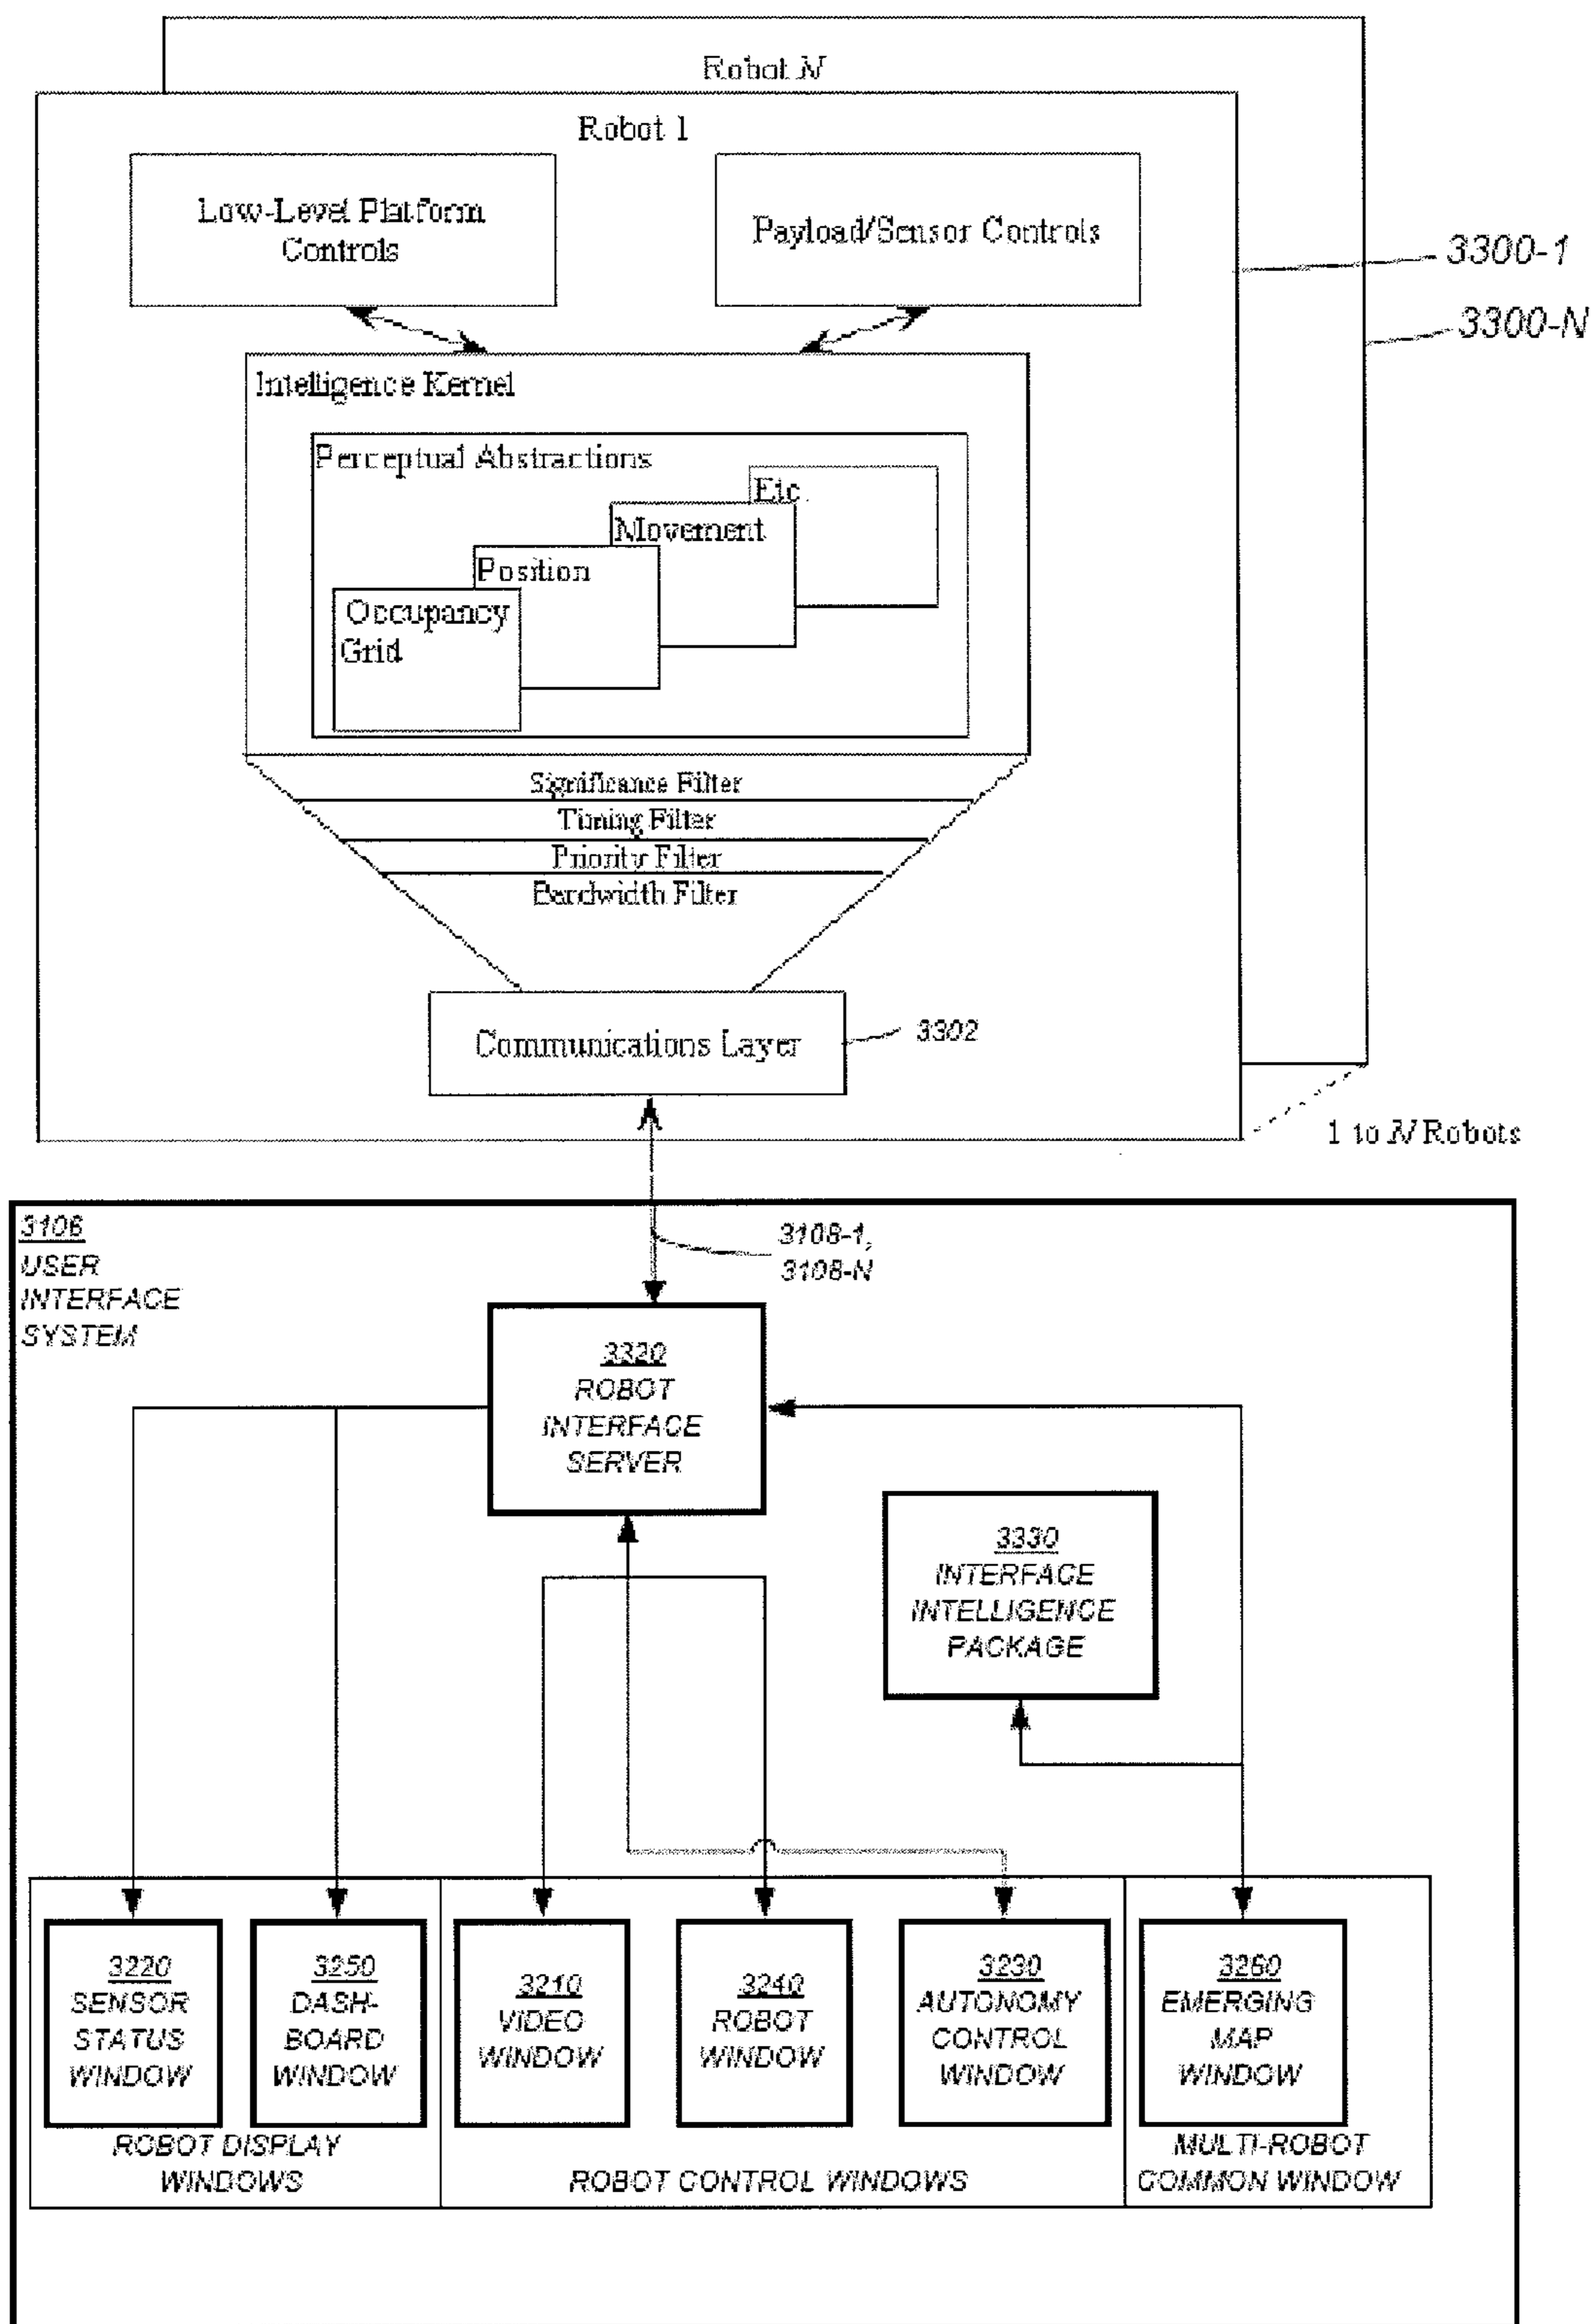 Robot N
Robot 1
Low-Level Platform
Controls
Payload/Sensor Controls
3300-1
3300-N
Intelligence Kernel
Perceptual Abstractions
Etc.
Movement
Position
Occupancy
Grid
Significance Filter
Timing Filter
Priority Filter
Bandwidth Filter
Communications Layer
3302
1 to N Robots
3106
USER
INTERFACE
SYSTEM
3108-1,
3108-N
3320
ROBOT
INTERFACE
SERVER
3330
INTERFACE
INTELLIGENCE
PACKAGE
3220
SENSOR
STATUS
WINDOW
3250
DASH-
BOARD
WINDOW
3210
VIDEO
WINDOW
3240
ROBOT
WINDOW
3230
AUTONOMY
CONTROL
WINDOW
3260
EMERGING
MAP
WINDOW
ROBOT DISPLAY
WINDOWS
ROBOT CONTROL WINDOWS
MULTI-ROBOT
COMMON WINDOW